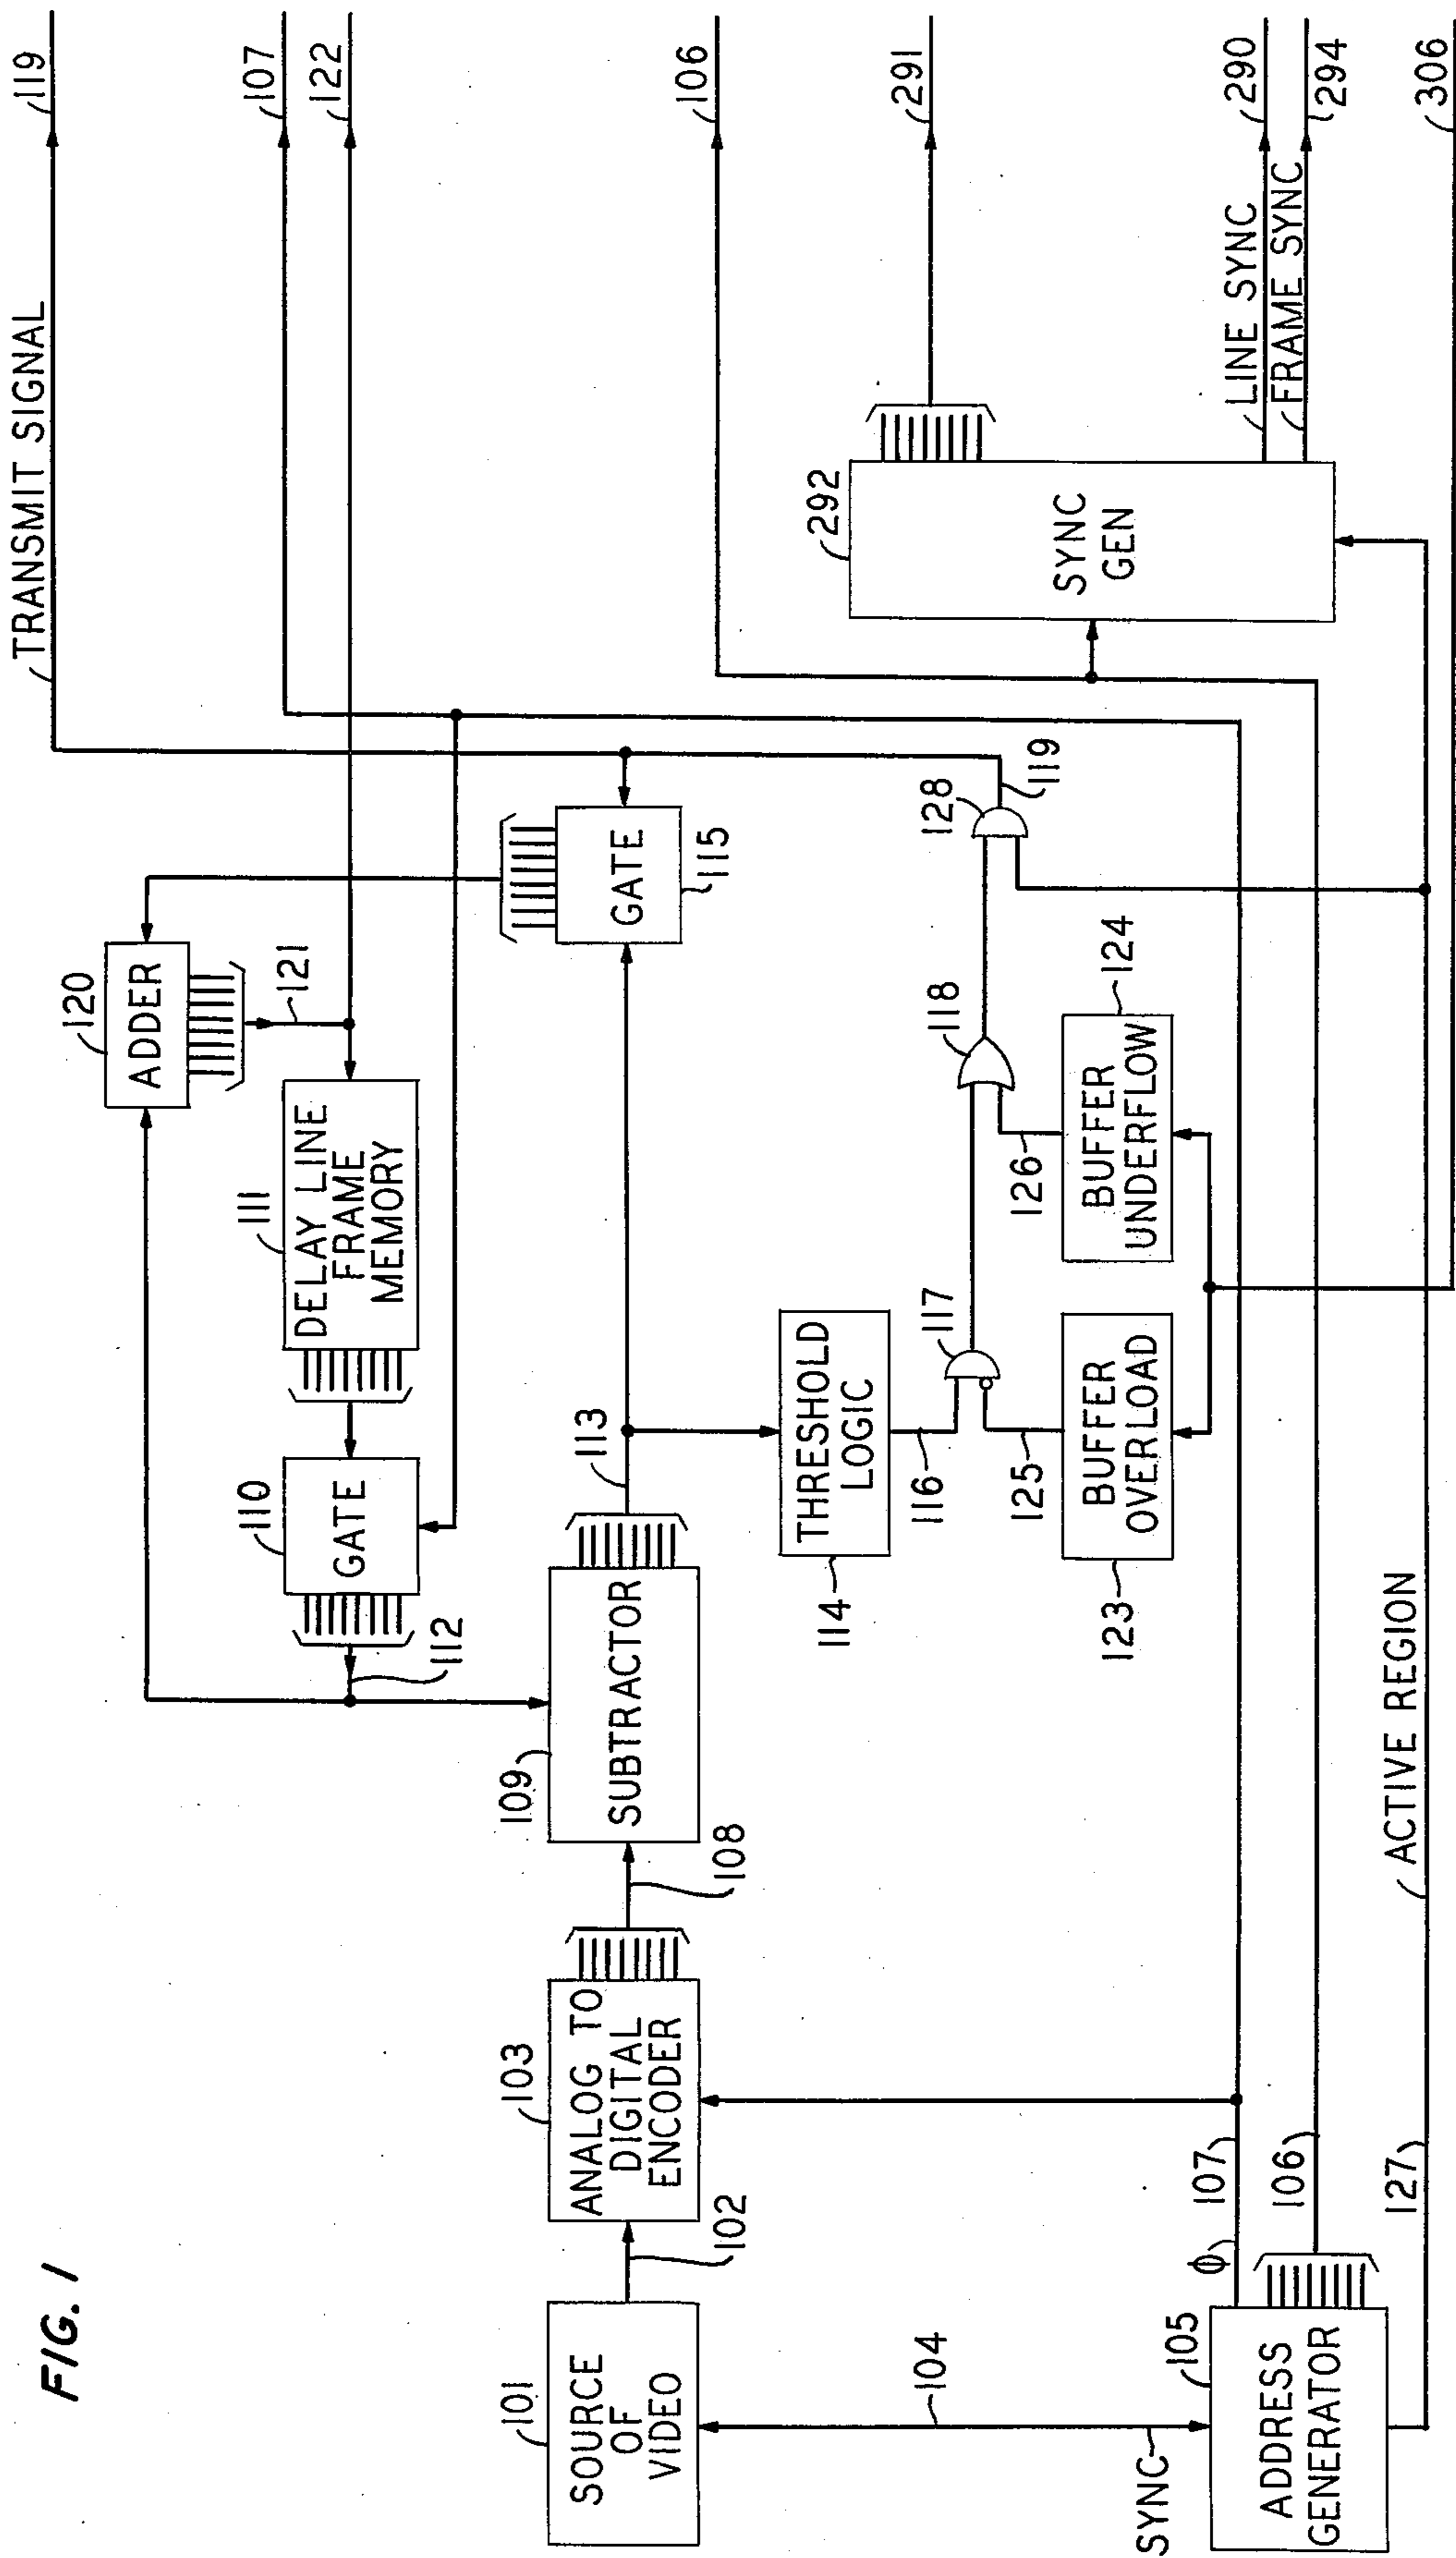 FIG. 1
TRANSMIT SIGNAL
119
107
122
106
291
290
LINE SYNC
FRAME SYNC
294
306
120
ADDER
121
111
DELAY LINE
FRAME
MEMORY
110
GATE
112
GATE
115
113
109
SUBTRACTOR
108
103
ANALOG TO
DIGITAL
ENCODER
102
101
SOURCE
OF
VIDEO
104
SYNC
105
ADDRESS
GENERATOR
ϕ
107
106
127
ACTIVE REGION
114
THRESHOLD
LOGIC
116
117
118
128
119
125
126
123
BUFFER
OVERLOAD
124
BUFFER
UNDERFLOW
292
SYNC
GEN